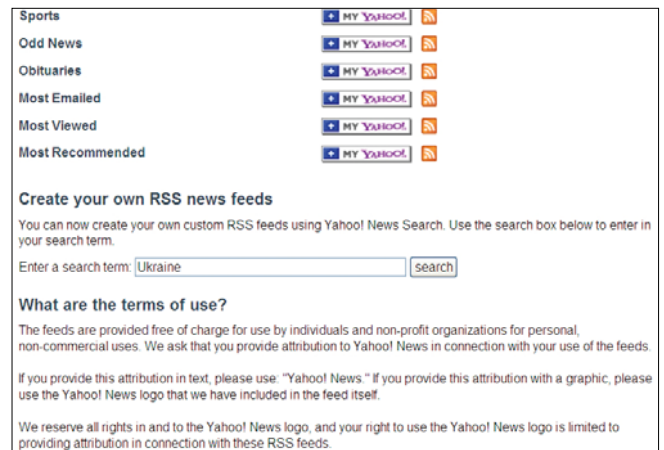 Sports + MY YAHOO!
Odd News + MY YAHOO!
Obituaries + MY YAHOO!
Most Emailed + MY YAHOO!
Most Viewed + MY YAHOO!
Most Recommended + MY YAHOO!
Create your own RSS news feeds
You can now create your own custom RSS feeds using Yahoo! News Search. Use the search box below to enter in
your search term.
Enter a search term: Ukraine search
What are the terms of use?
The feeds are provided free of charge for use by individuals and non-profit organizations for personal,
non-commercial uses. We ask that you provide attribution to Yahoo! News in connection with your use of the feeds.
If you provide this attribution in text, please use: "Yahoo! News." If you provide this attribution with a graphic, please
use the Yahoo! News logo that we have included in the feed itself.
We reserve all rights in and to the Yahoo! News logo, and your right to use the Yahoo! News logo is limited to
providing attribution in connection with these RSS feeds.